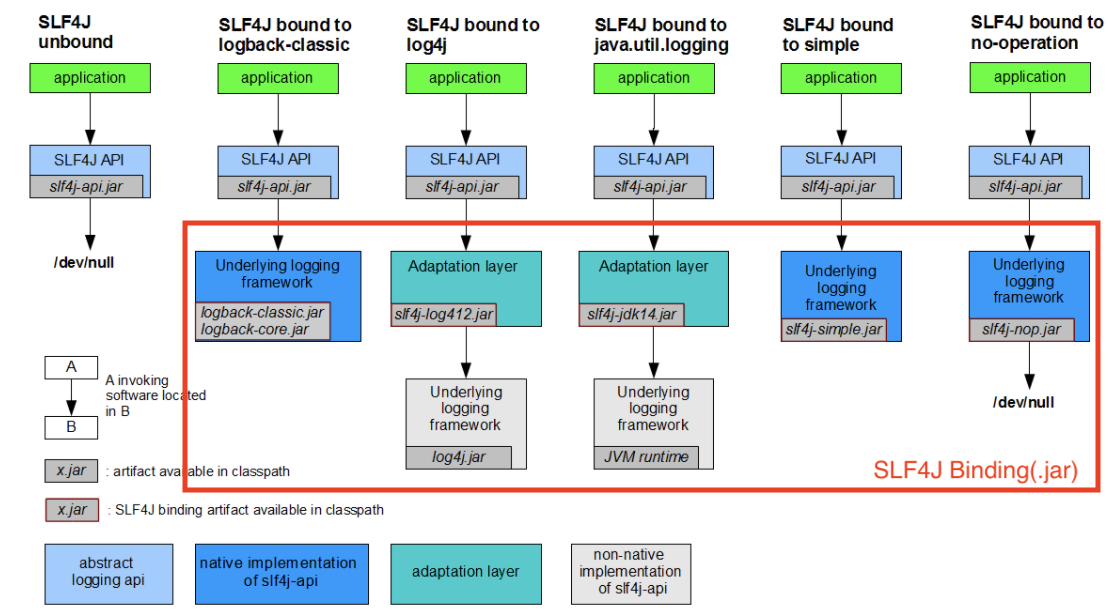 SLF4J
unbound
SLF4J bound to
logback-classic
SLF4J bound to
log4j
SLF4J bound to
java.util.logging
SLF4J bound
to simple
SLF4J bound to
no-operation
application
application
application
application
application
application
SLF4J API
slf4j-api.jar
SLF4J API
slf4j-api.jar
SLF4J API
slf4j-api.jar
SLF4J API
slf4j-api.jar
SLF4J API
slf4j-api.jar
SLF4J API
slf4j-api.jar
/dev/null
Underlying logging
framework
logback-classic.jar
logback-core.jar
Adaptation layer
slf4j-log412.jar
Adaptation layer
slf4j-jdk14.jar
Underlying
logging
framework
slf4j-simple.jar
Underlying
logging
framework
slf4j-nop.jar
A
B
A invoking
software located
in B
Underlying
logging
framework
log4j.jar
Underlying
logging
framework
JVM runtime
/dev/null
SLF4J Binding(.jar)
x.jar : artifact available in classpath
x.jar : SLF4J binding artifact available in classpath
abstract
logging api
native implementation
of slf4j-api
adaptation layer
non-native
implementation
of slf4j-api